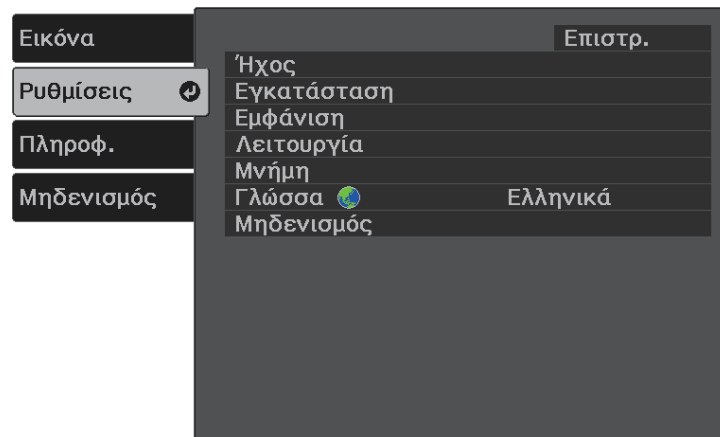 Εικόνα
Ρυθμίσεις
Πληροφ.
Μηδενισμός
Επιστρ.
Ήχος
Εγκατάσταση
Εμφάνιση
Λειτουργία
Μνήμη
Γλώσσα Ελληνικά
Μηδενισμός